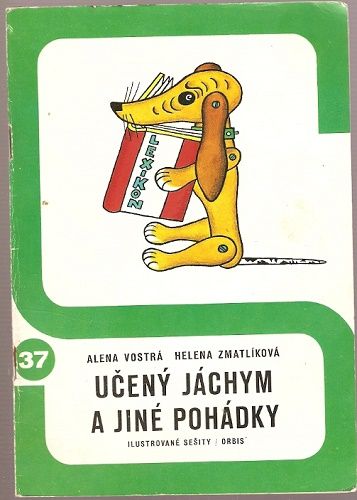 LEXIKON
37
ALENA VOSTRÁ HELENA ZMATLÍKOVÁ
UČENÝ JÁCHYM
A JINÉ POHÁDKY
ILUSTROVANÉ SEŠITY / ORBIS